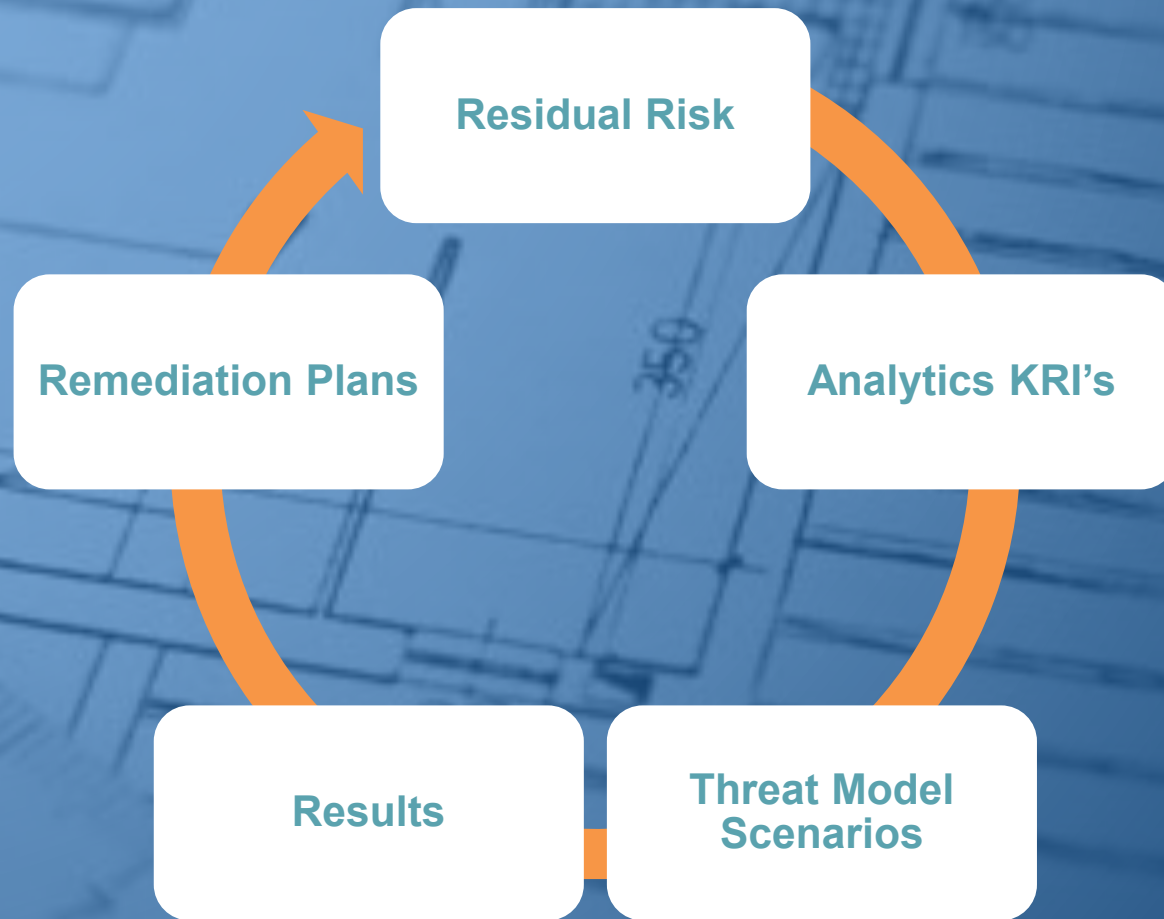 Residual Risk
Remediation Plans
Analytics KRI’s
350
Results
Threat Model
Scenarios